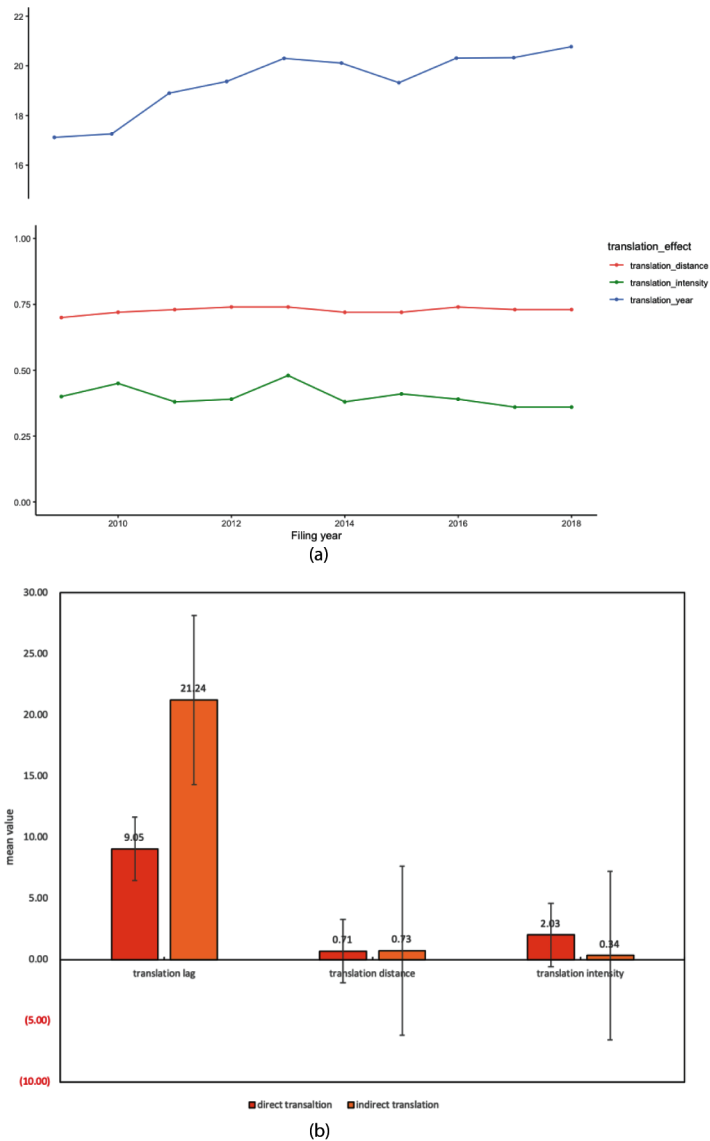 22
20
18
16
1.00
0.75
0.50
0.25
0.00
translation_effect
translation_distance
translation_intensity
translation_year
2010 2012 2014 2016 2018
Filing year
(a)
30.00
25.00
20.00
15.00
10.00
5.00
0.00
(5.00)
(10.00)
mean value
21.24
9.05
0.71
0.73
2.03
0.34
translation lag translation distance translation intensity
direct transaltion indirect translation
(b)